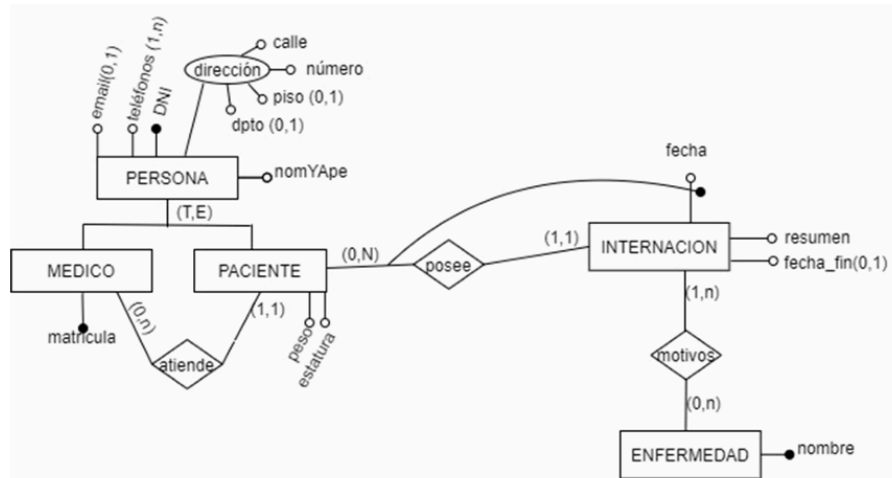 calle
dirección
número
piso (0,1)
dpto (0,1)
email(0,1)
teléfonos (1,n)
DNI
PERSONA
nomYApe
(T,E)
MEDICO
PACIENTE
matrícula
(0,n)
(1,1)
atiende
peso
estatura
(0,N)
posee
(1,1)
fecha
INTERNACION
resumen
fecha_fin(0,1)
(1,n)
motivos
(0,n)
ENFERMEDAD
nombre